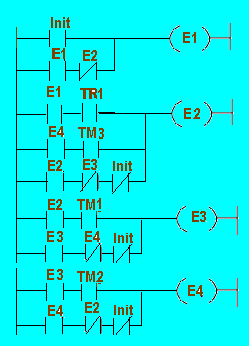 Init E1
E1 E2
E1 TR1 E2
E4 TM3
E2 E3 Init
E2 TM1 E3
E3 E4 Init
E3 TM2 E4
E4 E2 Init